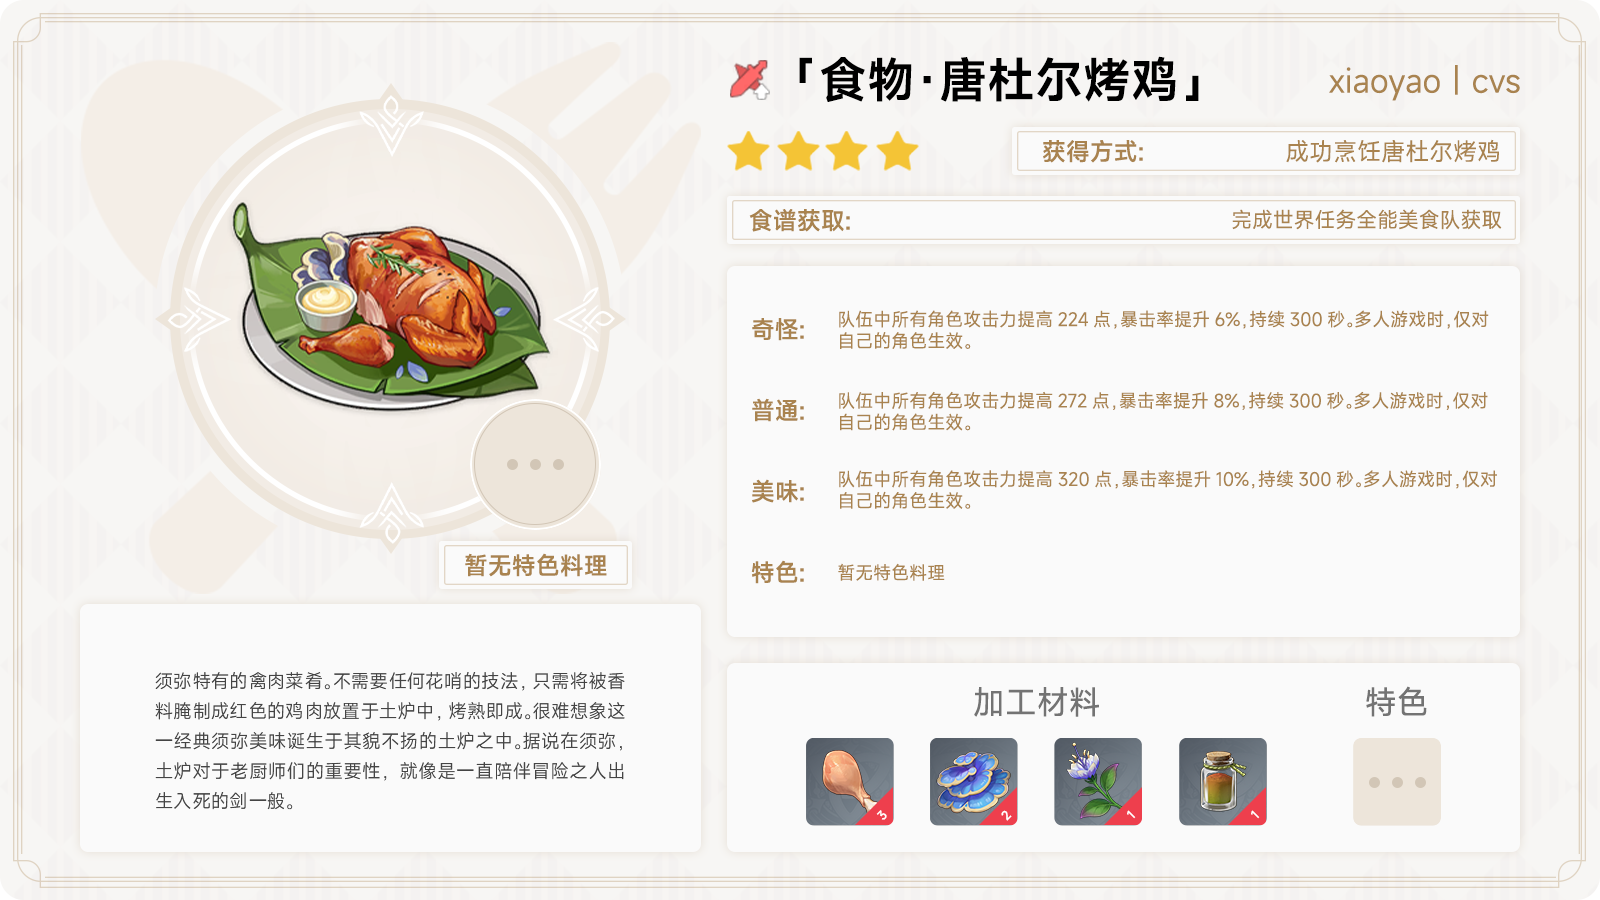 「食物·唐杜尔烤鸡」
xiaoyao | cvs
获得方式:
成功烹饪唐杜尔烤鸡
食谱获取:
完成世界任务全能美食队获取
奇怪:
队伍中所有角色攻击力提高 224 点,暴击率提升 6%,持续 300 秒。多人游戏时,仅对
自己的角色生效。
普通:
队伍中所有角色攻击力提高 272 点,暴击率提升 8%,持续 300 秒。多人游戏时,仅对
自己的角色生效。
美味:
队伍中所有角色攻击力提高 320 点,暴击率提升 10%,持续 300 秒。多人游戏时,仅对
自己的角色生效。
特色:
暂无特色料理
暂无特色料理
须弥特有的禽肉菜肴。不需要任何花哨的技法，只需将被香
料腌制成红色的鸡肉放置于土炉中，烤熟即成。很难想象这
一经典须弥美味诞生于其貌不扬的土炉之中。据说在须弥，
土炉对于老厨师们的重要性，就像是一直陪伴冒险之人出
生入死的剑一般。
加工材料
特色
3
2
1
1